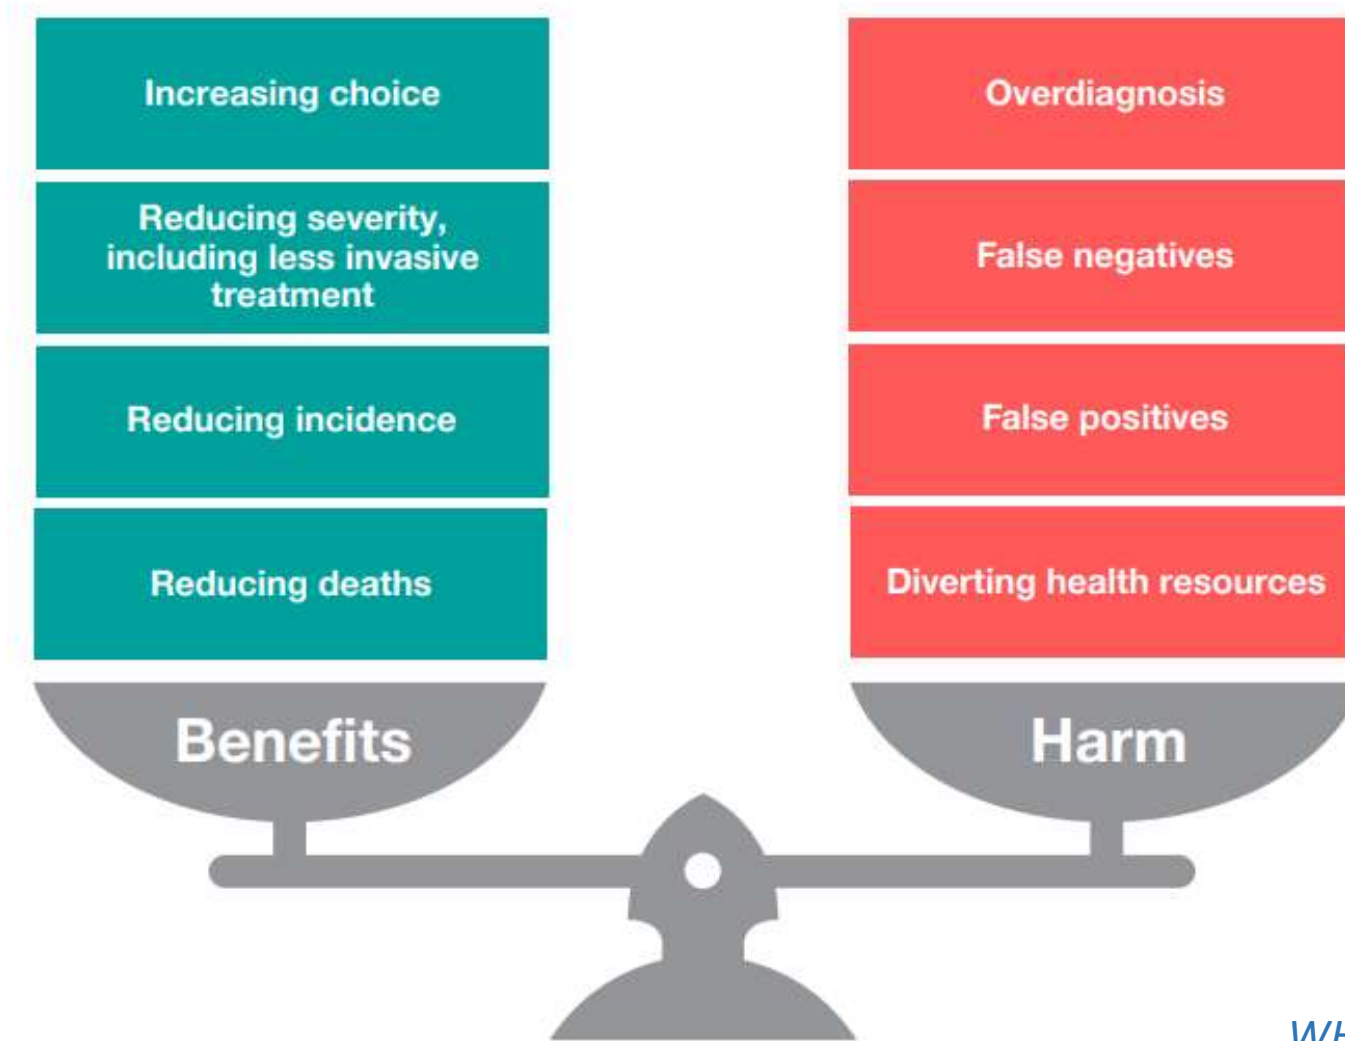 Increasing choice
Reducing severity,
including less invasive
treatment
Reducing incidence
Reducing deaths
Benefits
Overdiagnosis
False negatives
False positives
Diverting health resources
Harm